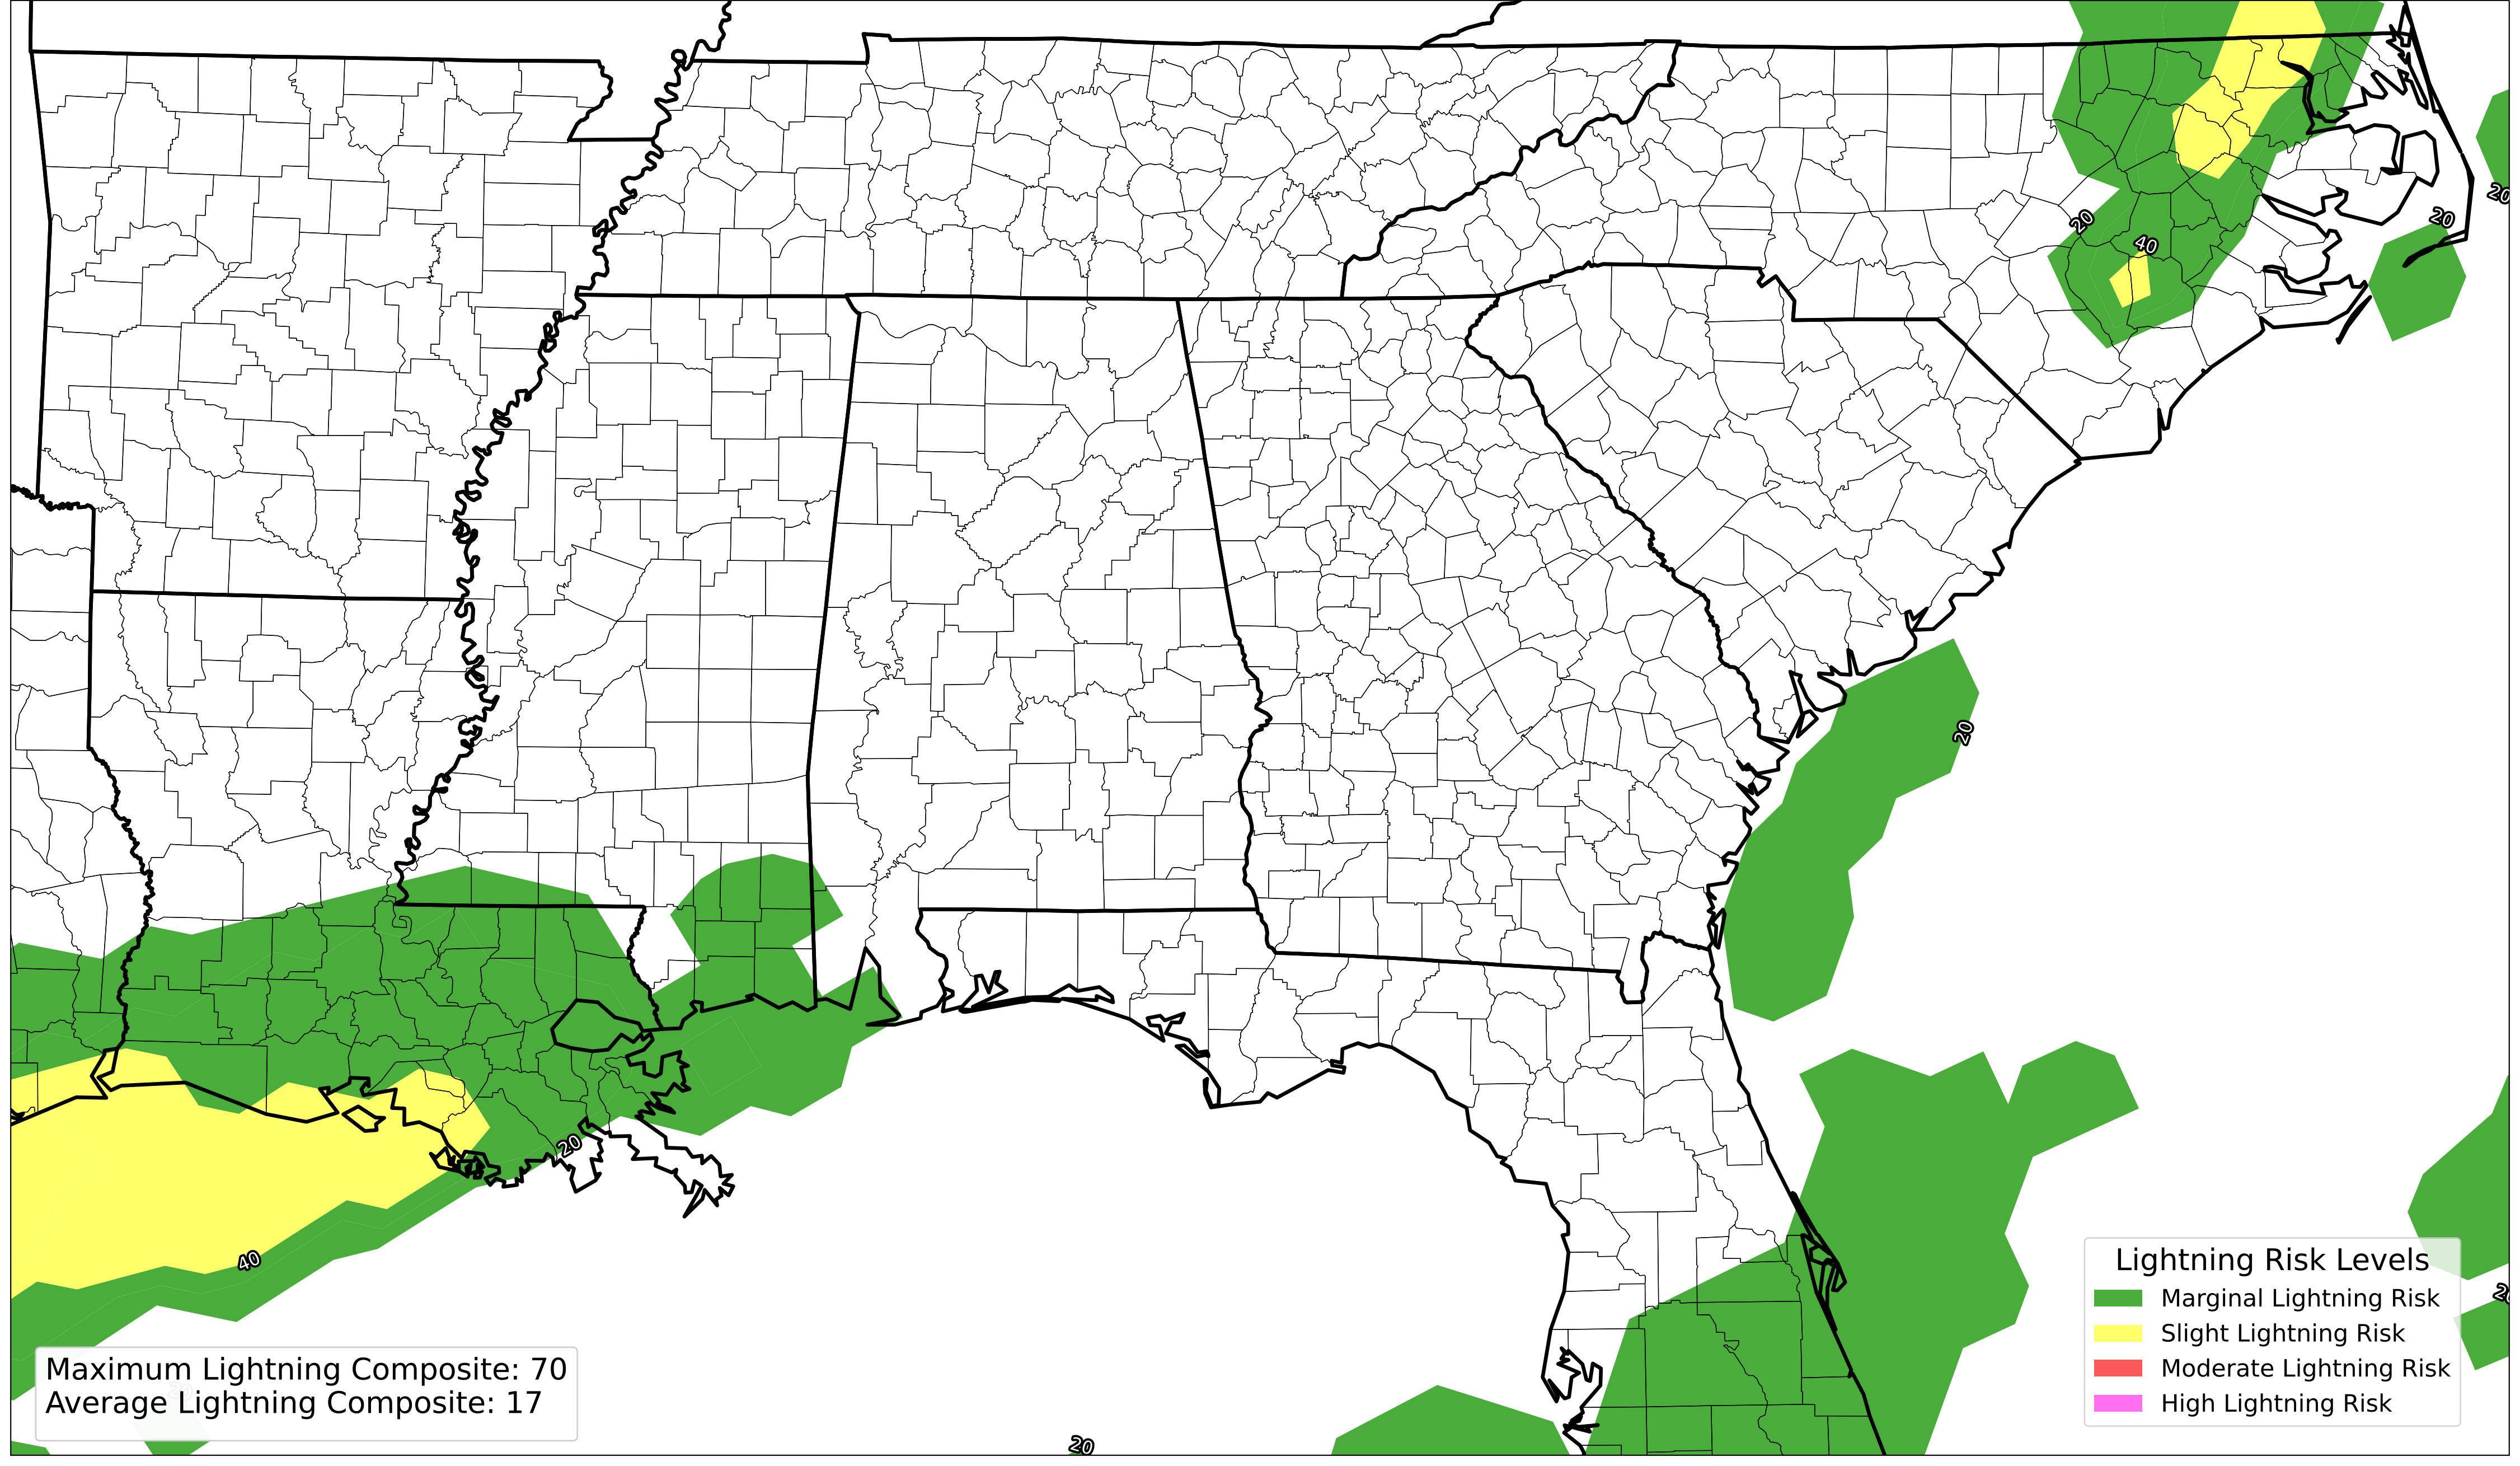 20
20
20
40
20
20
40
20
Lightning Risk Levels
Marginal Lightning Risk
Slight Lightning Risk
Moderate Lightning Risk
High Lightning Risk
Maximum Lightning Composite: 70
Average Lightning Composite: 17
20